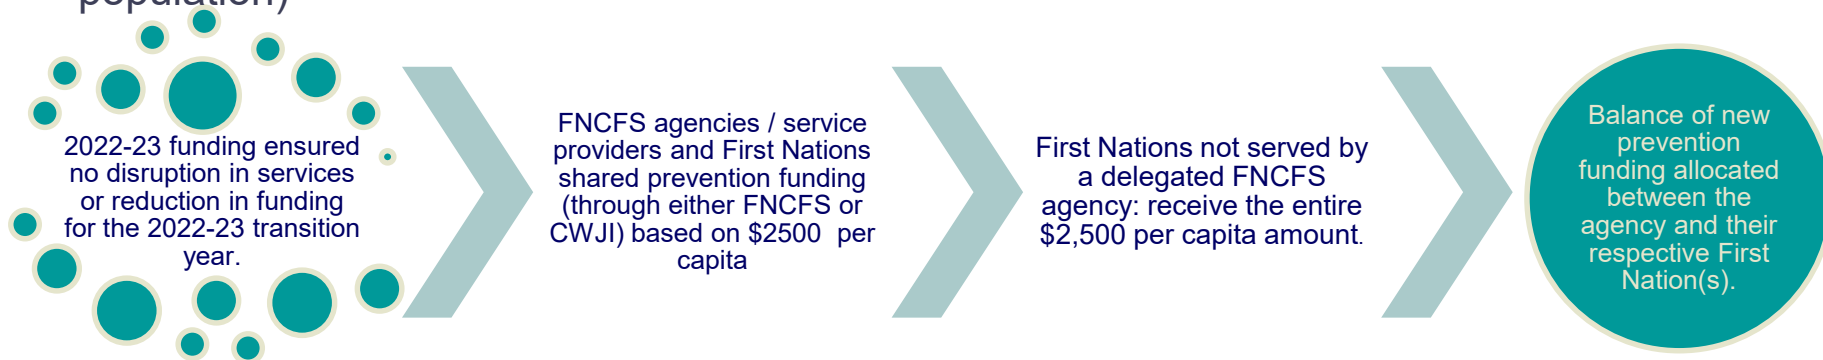 population)
2022-23 funding ensured
no disruption in services
or reduction in funding
for the 2022-23 transition
year.
FNCFS agencies / service
providers and First Nations
shared prevention funding
(through either FNCFS or
CWJI) based on $2500 per
capita
First Nations not served by
a delegated FNCFS
agency: receive the entire
$2,500 per capita amount.
Balance of new
prevention
funding allocated
between the
agency and their
respective First
Nation(s).